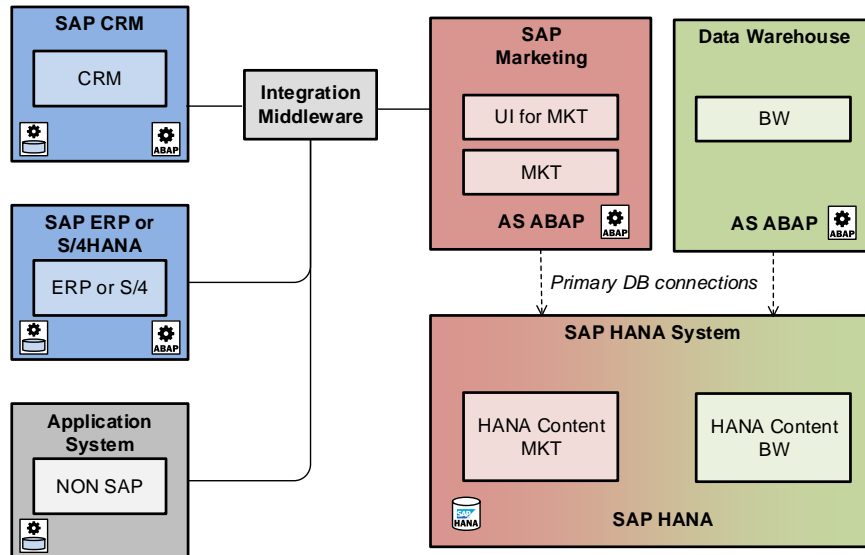 SAP CRM
CRM
ABAP
SAP ERP or
S/4HANA
ERP or S/4
ABAP
Application
System
NON SAP
Integration
Middleware
SAP
Marketing
UI for MKT
MKT
AS ABAP
ABAP
Data Warehouse
BW
AS ABAP
ABAP
Primary DB connections
SAP HANA System
HANA Content
MKT
HANA Content
BW
SAP
HANA
SAP HANA